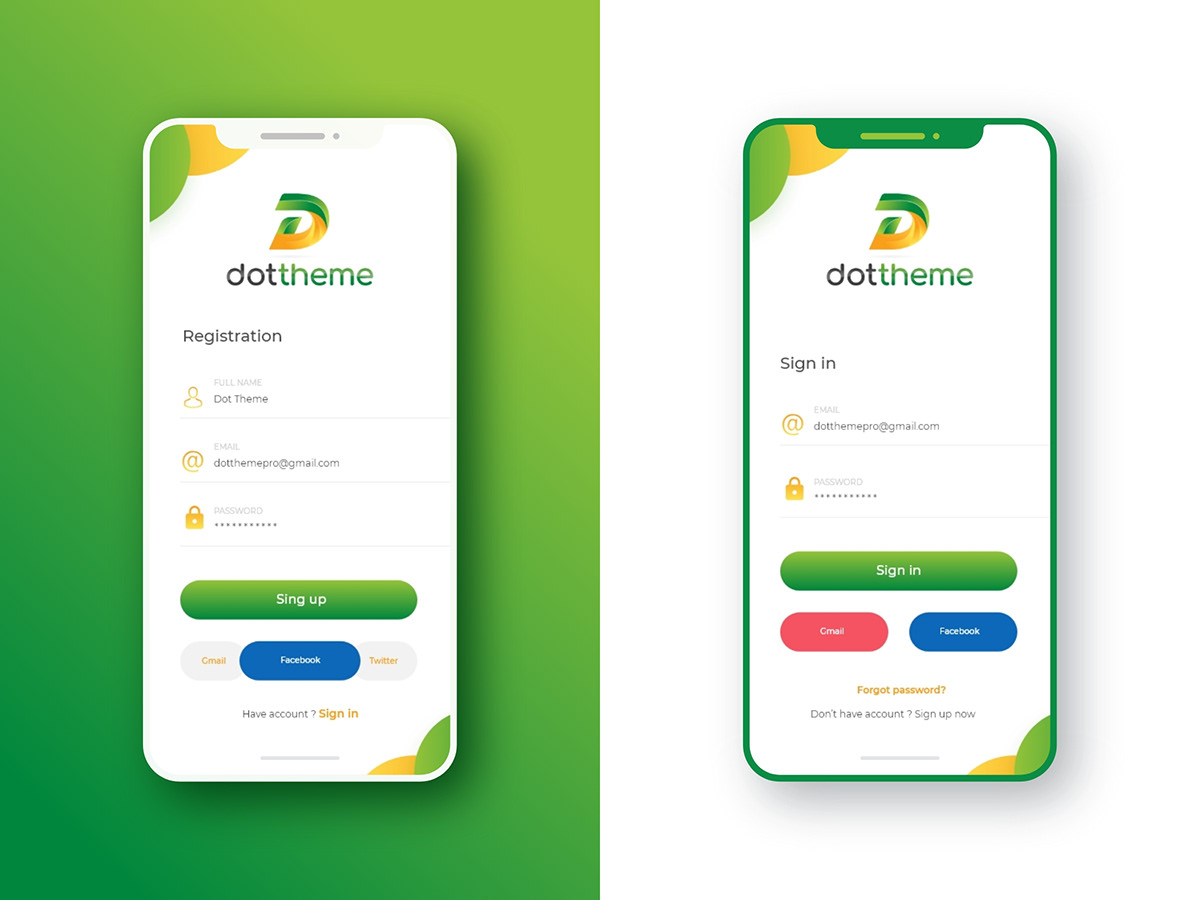 dottheme
Registration
FULL NAME
Dot Theme
EMAIL
dotthemepro@gmail.com
PASSWORD
***********
Sing up
Gmail
Facebook
Twitter
Have account ? Sign in
dottheme
Sign in
EMAIL
dotthemepro@gmail.com
PASSWORD
***********
Sign in
Gmail
Facebook
Forgot password?
Don't have account ? Sign up now